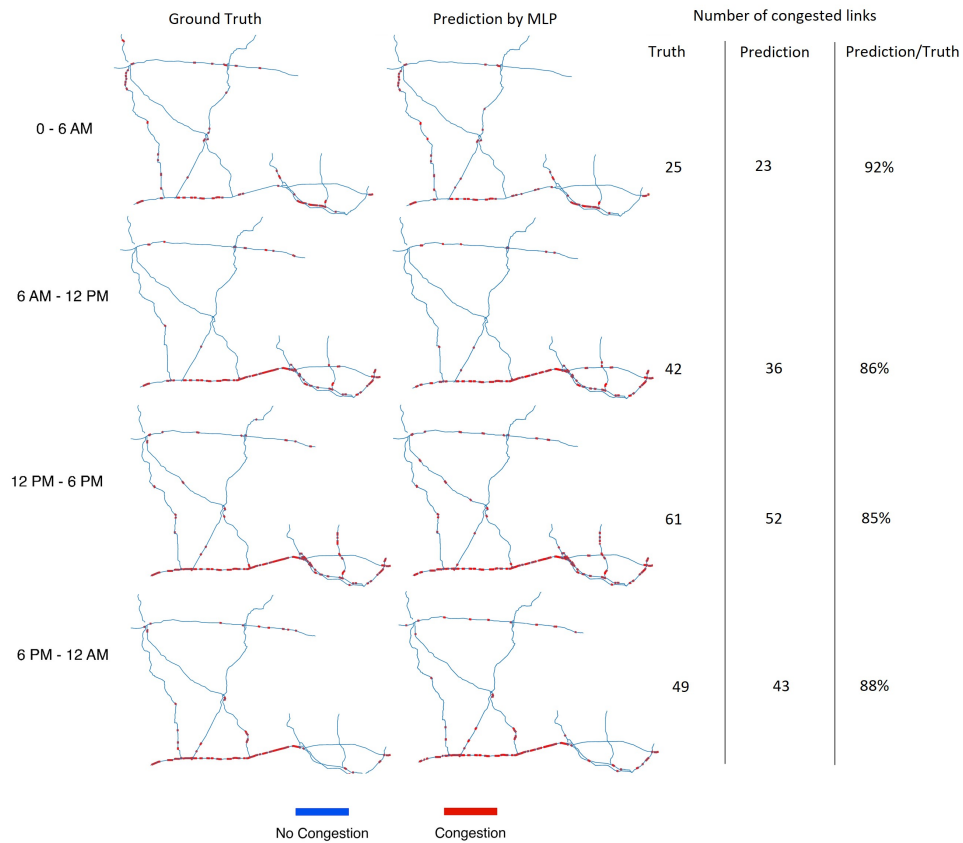 Ground Truth
Prediction by MLP
Number of congested links
Truth
Prediction
Prediction/Truth
0 - 6 AM
25
23
92%
6 AM - 12 PM
42
36
86%
12 PM - 6 PM
61
52
85%
6 PM - 12 AM
49
43
88%
No Congestion
Congestion